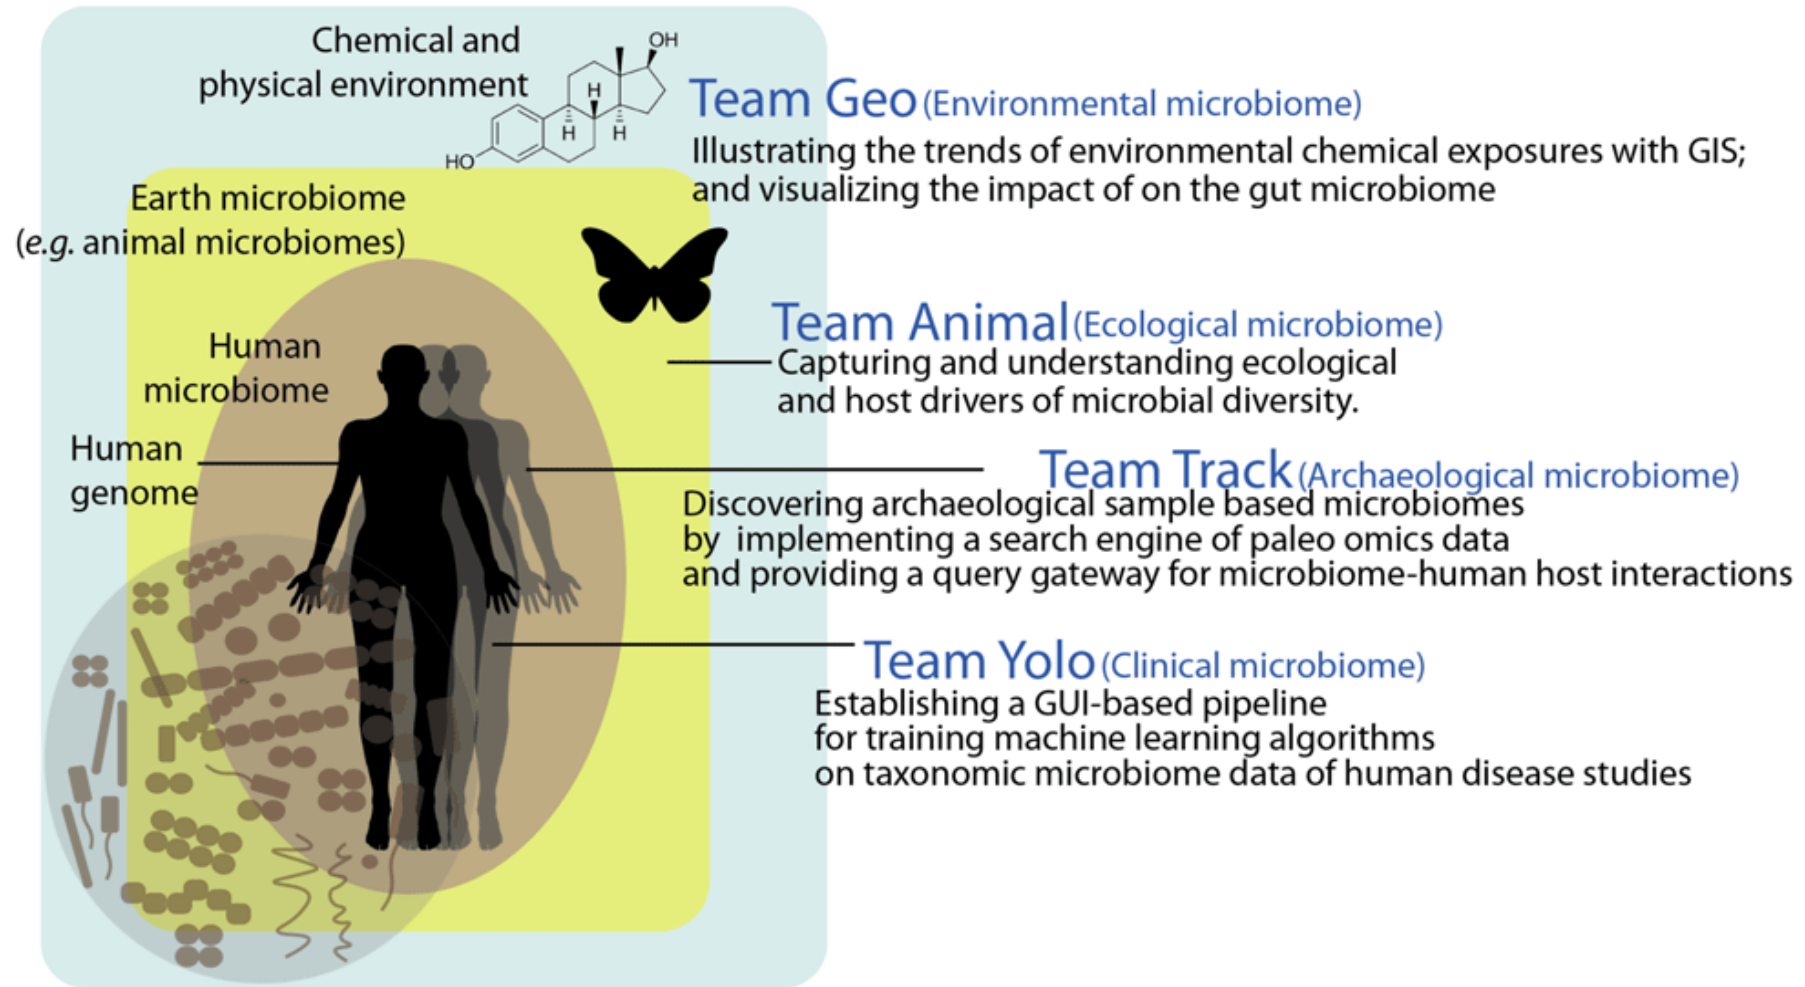 Chemical and
physical environment
OH
H
H
H
HO
Team Geo (Environmental microbiome)
Illustrating the trends of environmental chemical exposures with GIS;
and visualizing the impact of on the gut microbiome
Earth microbiome
(e.g. animal microbiomes)
Team Animal (Ecological microbiome)
Capturing and understanding ecological
and host drivers of microbial diversity.
Human
microbiome
Human
genome
Team Track (Archaeological microbiome)
Discovering archaeological sample based microbiomes
by implementing a search engine of paleo omics data
and providing a query gateway for microbiome-human host interactions
Team Yolo (Clinical microbiome)
Establishing a GUI-based pipeline
for training machine learning algorithms
on taxonomic microbiome data of human disease studies